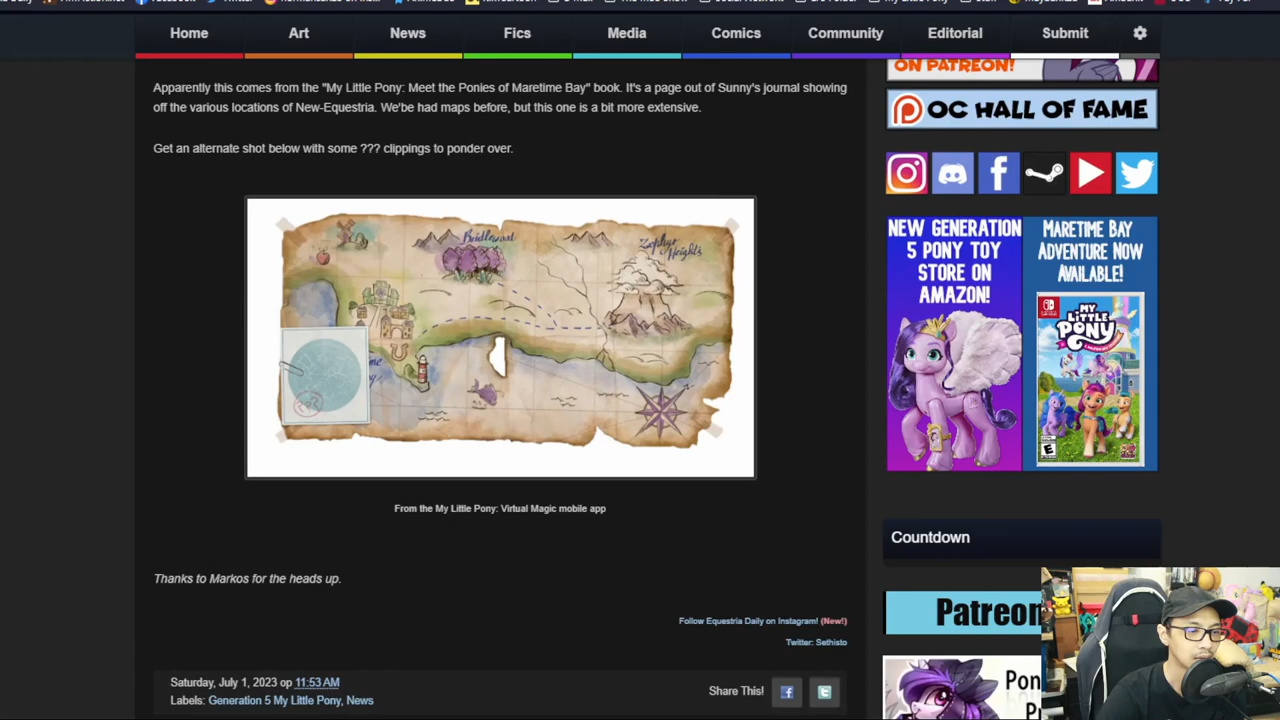 Home Art News Fics Media Comics Community Editorial Submit
Apparently this comes from the "My Little Pony: Meet the Ponies of Maretime Bay" book. It's a page out of Sunny's journal showing
off the various locations of New-Equestria. We'be had maps before, but this one is a bit more extensive.
Get an alternate shot below with some ??? clippings to ponder over.
Bridlewood
Zephyr
Heights
From the My Little Pony: Virtual Magic mobile app
Thanks to Markos for the heads up.
Follow Equestria Daily on Instagram! (New!)
Twitter: Sethisto
Saturday, July 1, 2023 op 11:53 AM
Labels: Generation 5 My Little Pony, News
Share This!
ON PATREON!
OC HALL OF FAME
NEW GENERATION
5 PONY TOY
STORE ON
AMAZON!
MARETIME BAY
ADVENTURE NOW
AVAILABLE!
MY
LITTLE
PONY
E
Countdown
Patreon